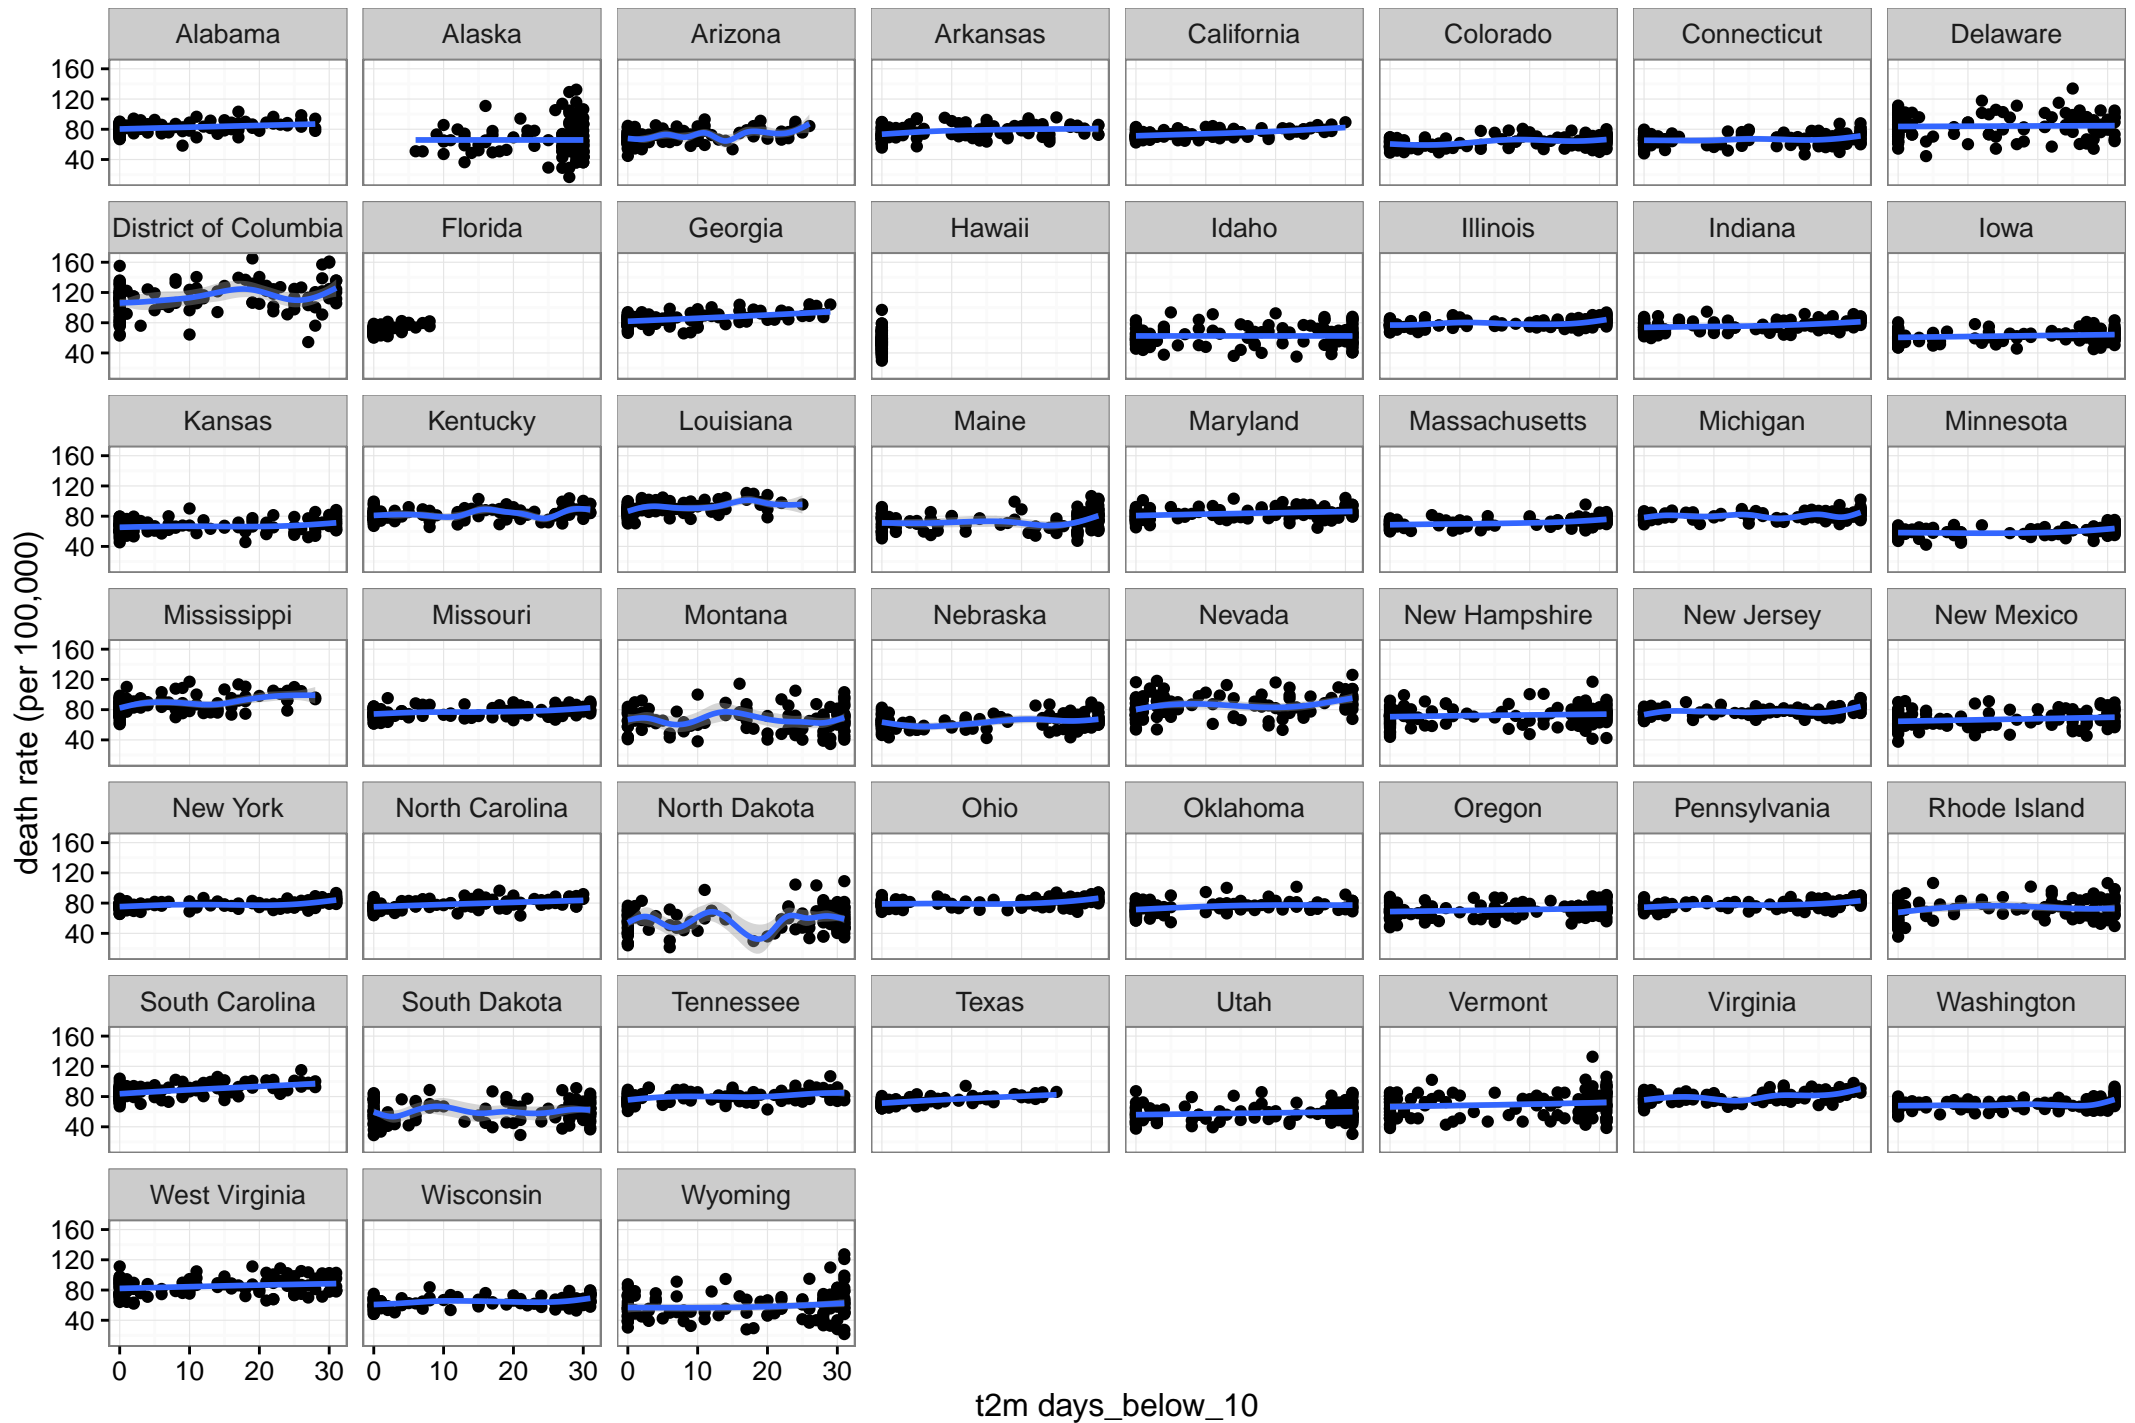 Alabama Alaska Arizona Arkansas California Colorado Connecticut Delaware
160
120
80
40
District of Columbia Florida Georgia Hawaii Idaho Illinois Indiana Iowa
160
120
80
40
Kansas Kentucky Louisiana Maine Maryland Massachusetts Michigan Minnesota
160
120
80
40
death rate (per 100,000)
Mississippi Missouri Montana Nebraska Nevada New Hampshire New Jersey New Mexico
160
120
80
40
New York North Carolina North Dakota Ohio Oklahoma Oregon Pennsylvania Rhode Island
160
120
80
40
South Carolina South Dakota Tennessee Texas Utah Vermont Virginia Washington
160
120
80
40
West Virginia Wisconsin Wyoming
160
120
80
40
0 10 20 30 0 10 20 30 0 10 20 30
t2m days_below_10